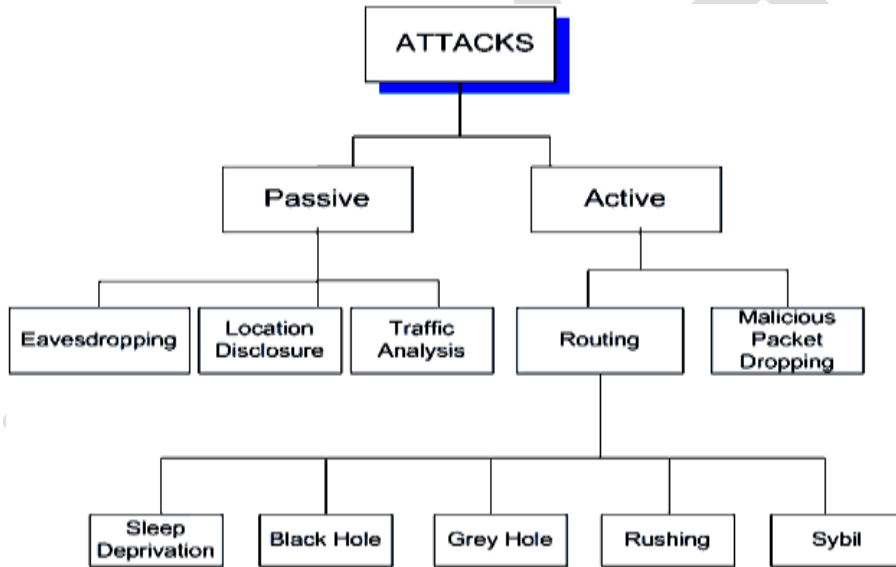 ATTACKS
Passive
Active
Eavesdropping
Location
Disclosure
Traffic
Analysis
Routing
Malicious
Packet
Dropping
Sleep
Deprivation
Black Hole
Grey Hole
Rushing
Sybil